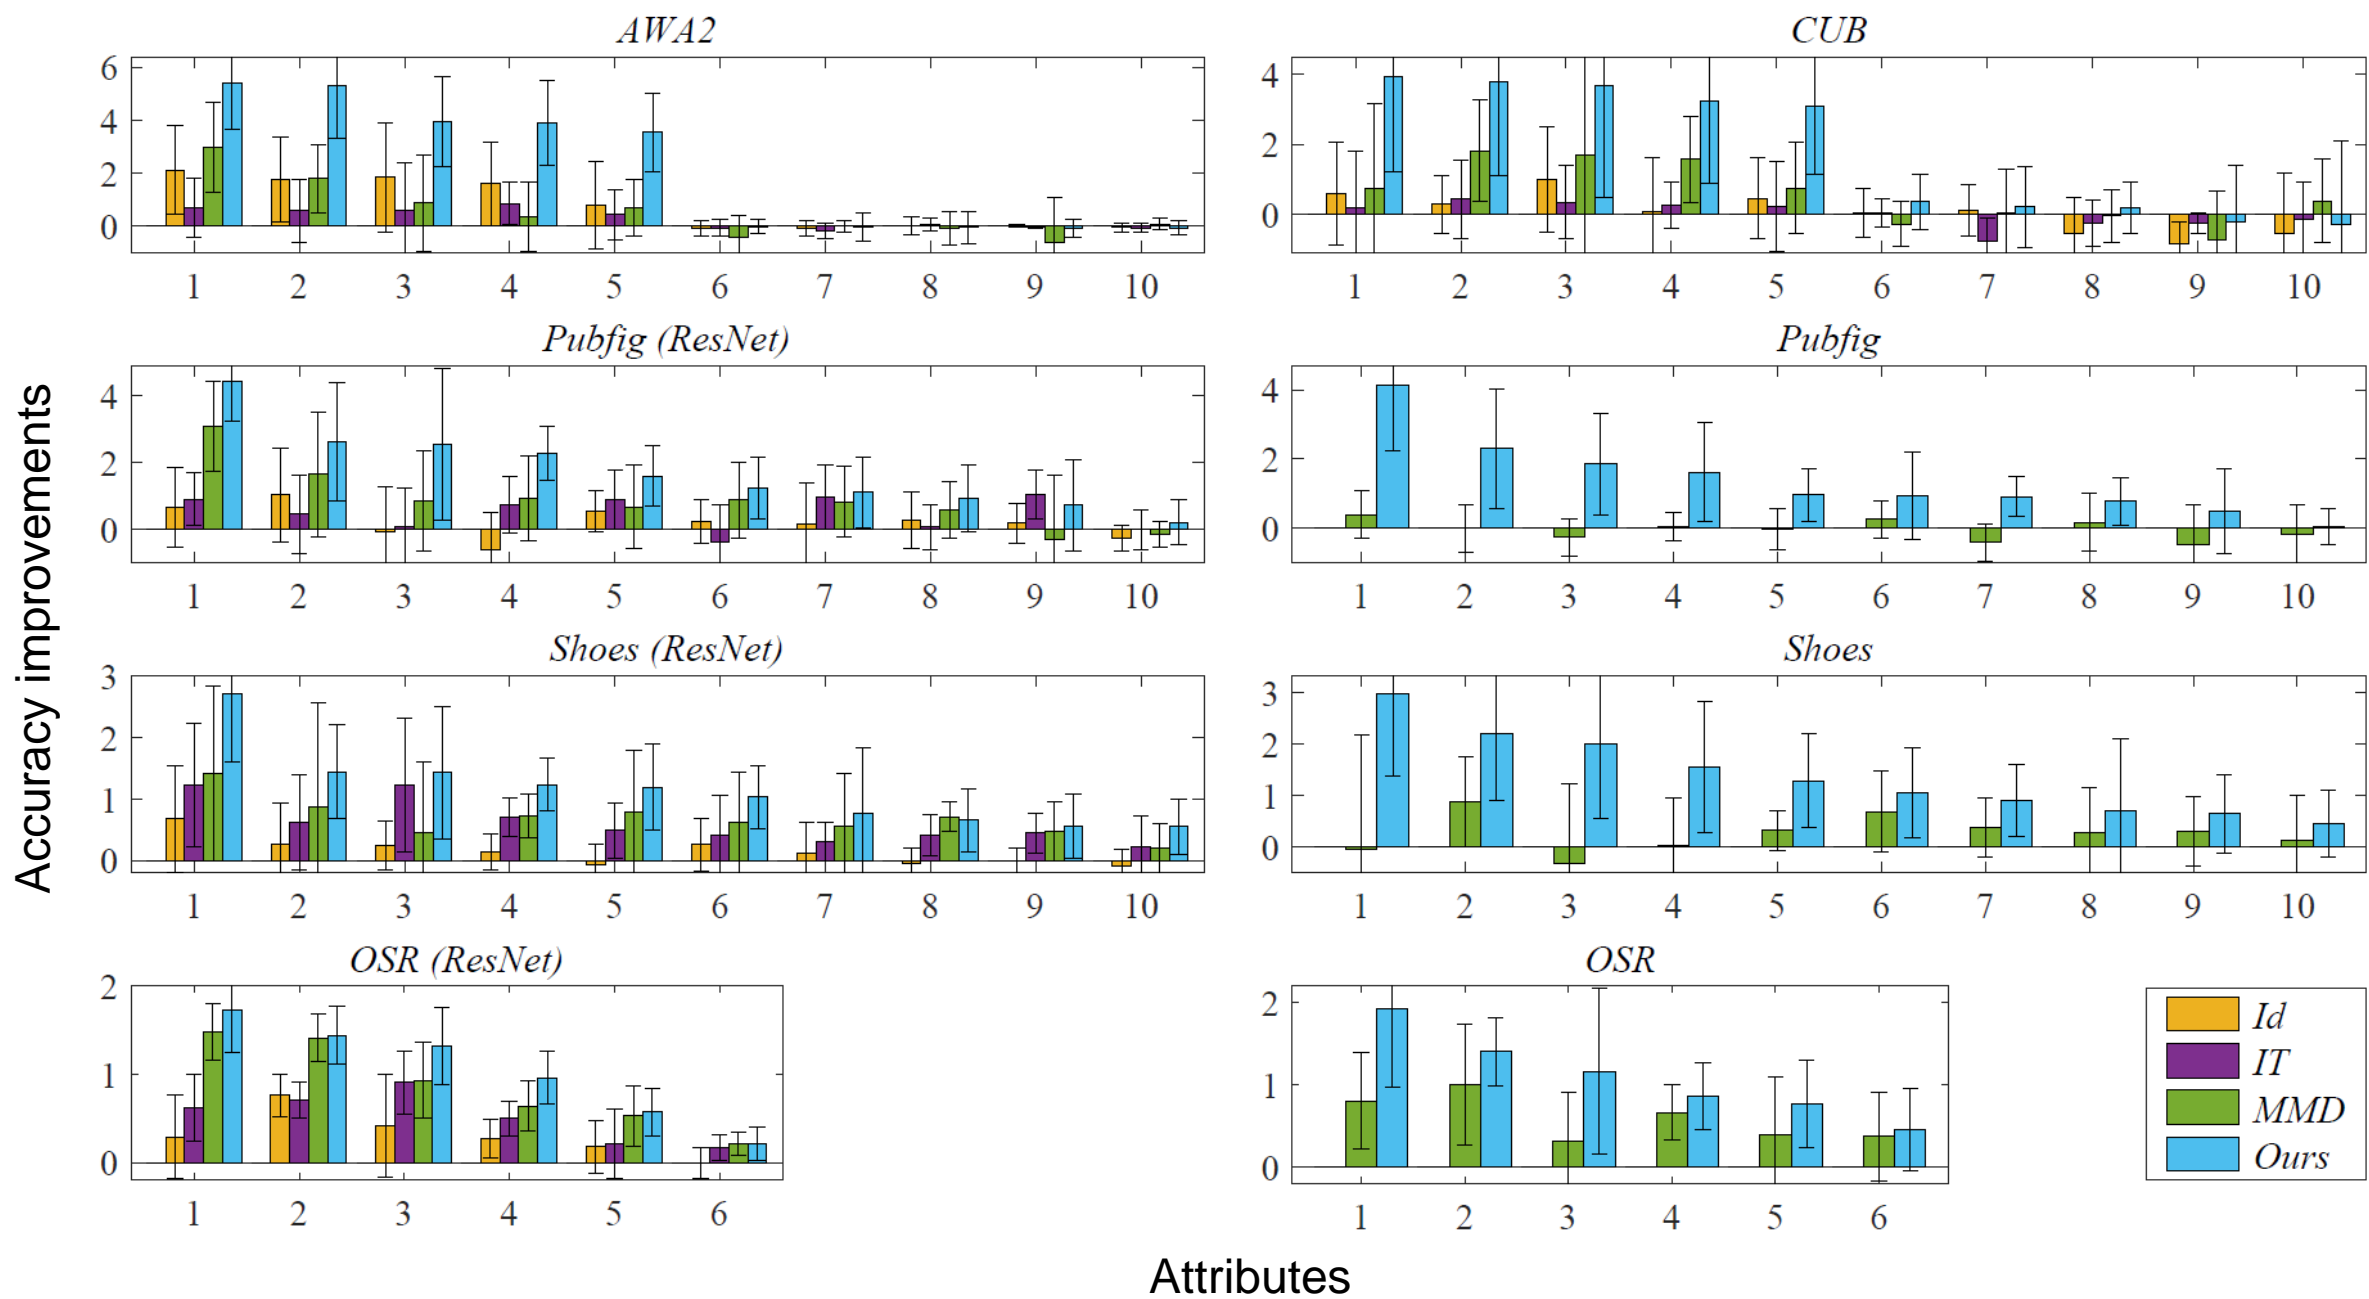 AWA2
6
4
2
0
1 2 3 4 5 6 7 8 9 10
CUB
4
2
0
1 2 3 4 5 6 7 8 9 10
Pubfig (ResNet)
4
2
0
1 2 3 4 5 6 7 8 9 10
Pubfig
4
2
0
1 2 3 4 5 6 7 8 9 10
Accuracy improvements
Shoes (ResNet)
3
2
1
0
1 2 3 4 5 6 7 8 9 10
Shoes
3
2
1
0
1 2 3 4 5 6 7 8 9 10
OSR (ResNet)
2
1
0
1 2 3 4 5 6
OSR
2
1
0
1 2 3 4 5 6
Id
IT
MMD
Ours
Attributes